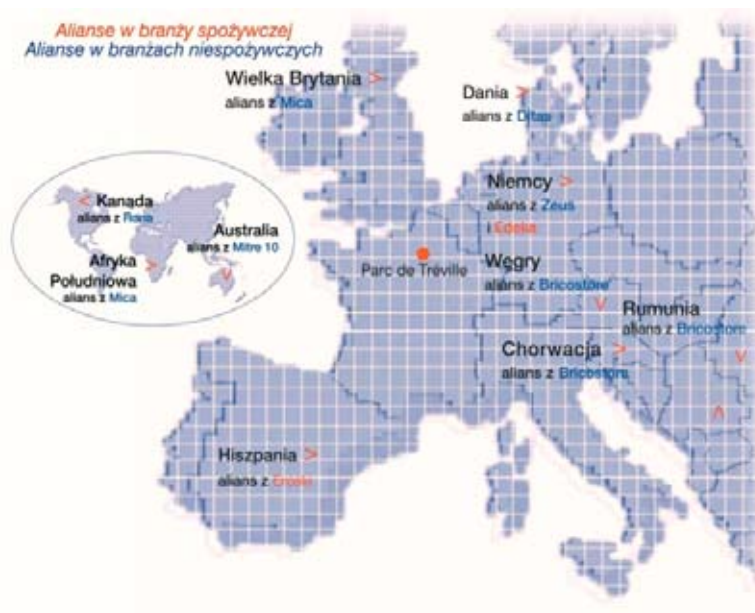 Alianse w branży spożywczej
Alianse w branżach niespożywczych
Wielka Brytania >
alians z Mica
Dania >
alians z Ditas
Niemcy >
alians z Zeus
i Edeka
Kanada
alians z Rona
Australia
alians z Mitre 10
Afryka
Południowa
alians z Mica
Parc de Tréville
Węgry
alians z Bricostore
Rumunia
alians z Bricostore
Chorwacja >
alians z Bricostore
Hiszpania >
alians z Eroski